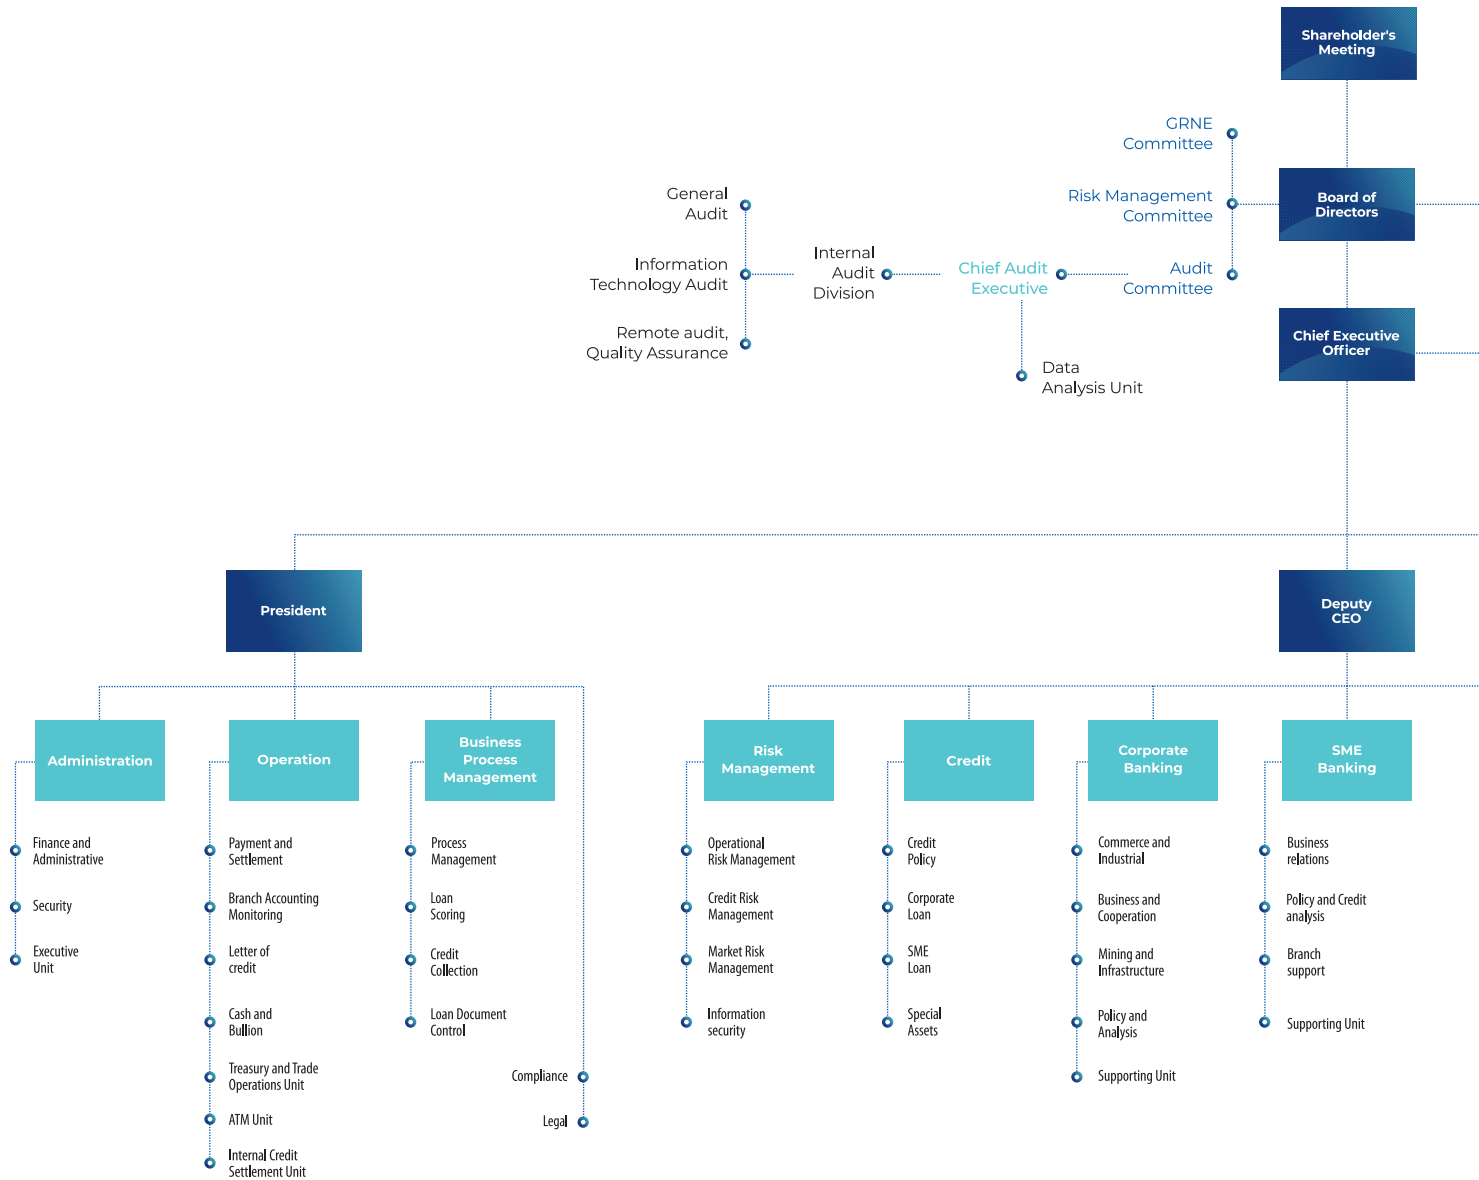 Shareholder's
Meeting
GRNE
Committee
Risk Management
Committee
Board of
Directors
General
Audit
Information
Technology Audit
Remote audit,
Quality Assurance
Internal
Audit
Division
Chief Audit
Executive
Audit
Committee
Data
Analysis Unit
Chief Executive
Officer
President
Deputy
CEO
Administration
Finance and
Administrative
Security
Executive
Unit
Operation
Payment and
Settlement
Branch Accounting
Monitoring
Letter of
credit
Cash and
Bullion
Treasury and Trade
Operations Unit
ATM Unit
Internal Credit
Settlement Unit
Business
Process
Management
Process
Management
Loan
Scoring
Credit
Collection
Loan Document
Control
Compliance
Legal
Risk
Management
Operational
Risk Management
Credit Risk
Management
Market Risk
Management
Information
security
Credit
Credit
Policy
Corporate
Loan
SME
Loan
Special
Assets
Corporate
Banking
Commerce and
Industrial
Business and
Cooperation
Mining and
Infrastructure
Policy and
Analysis
Supporting Unit
SME
Banking
Business
relations
Policy and Credit
analysis
Branch
support
Supporting Unit